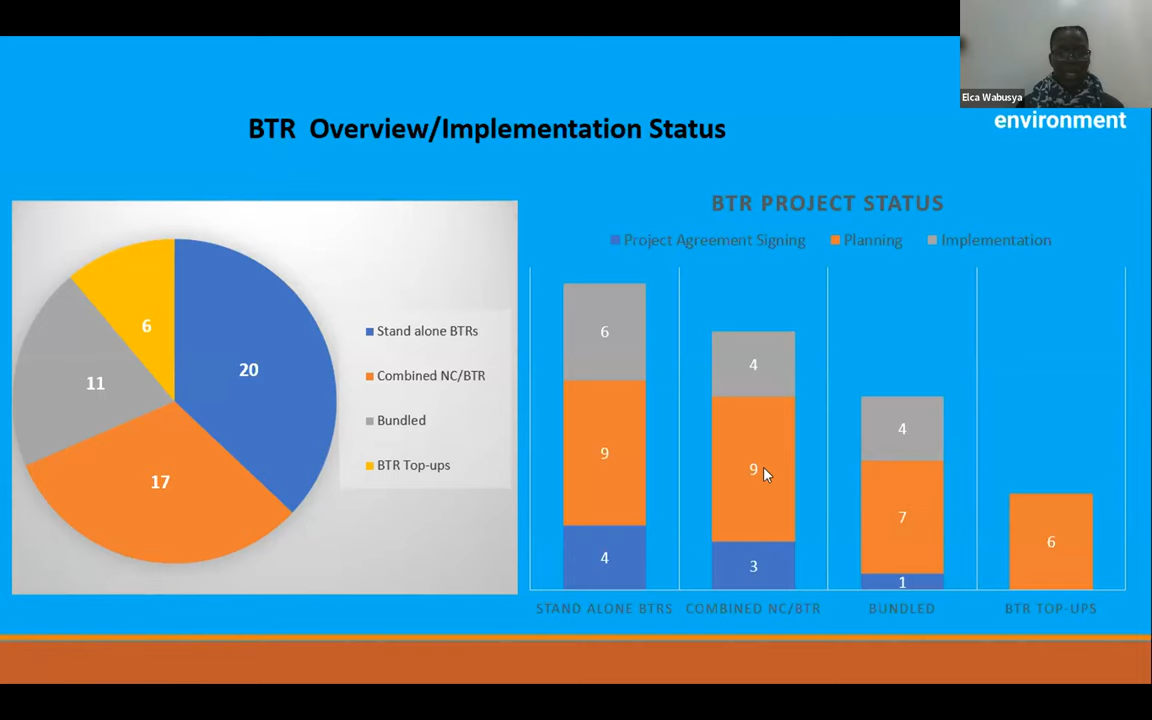 Elca Wabusya
environment
BTR Overview/Implementation Status
6
20
11
17
Stand alone BTRs
Combined NC/BTR
Bundled
BTR Top-ups
BTR PROJECT STATUS
Project Agreement Signing Planning Implementation
6
4
4
9
9
7
6
4
3
1
STAND ALONE BTRS COMBINED NC/BTR BUNDLED BTR TOP-UPS